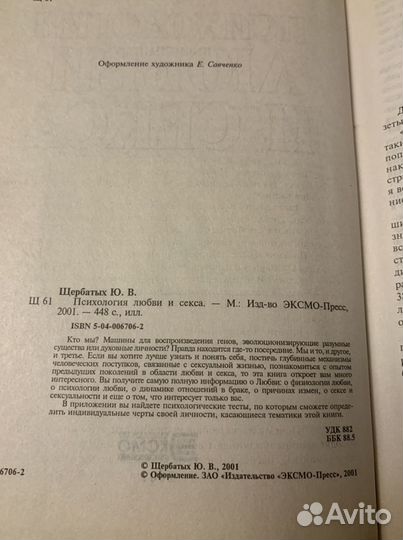 Щ 61
Оформление художника Е. Савченко
Щербатых Ю. В.
Щ 61 Психология любви и секса. — М.: Изд-во ЭКСМО-Пресс,
2001. — 448 с., илл.
ISBN 5-04-006706-2
Кто мы? Машины для воспроизведения генов, эволюционизирующие разумные
существа или духовные личности? Правда находится где-то посередине. Мы и то, и другое,
и третье. Если вы хотите лучше узнать и понять себя, постичь глубинные механизмы
человеческих поступков, связанные с сексуальной жизнью, познакомиться с опытом
предыдущих поколений в области любви и секса, то эта книга откроет вам много
интересного. Вы получите самую полную информацию о Любви: о физиологии любви,
о психологии любви, о динамике отношений в браке, о причинах измен, о сексе и
сексуальности и еще о том, что интересует только вас.
В приложении вы найдете психологические тесты, по которым сможете опреде-
лить индивидуальные черты своей личности, касающиеся тематики этой книги.
УДК 882
ББК 88.5
© Щербатых Ю. В., 2001
© Оформление. ЗАО «Издательство «ЭКСМО-Пресс», 2001
6706-2
Avito